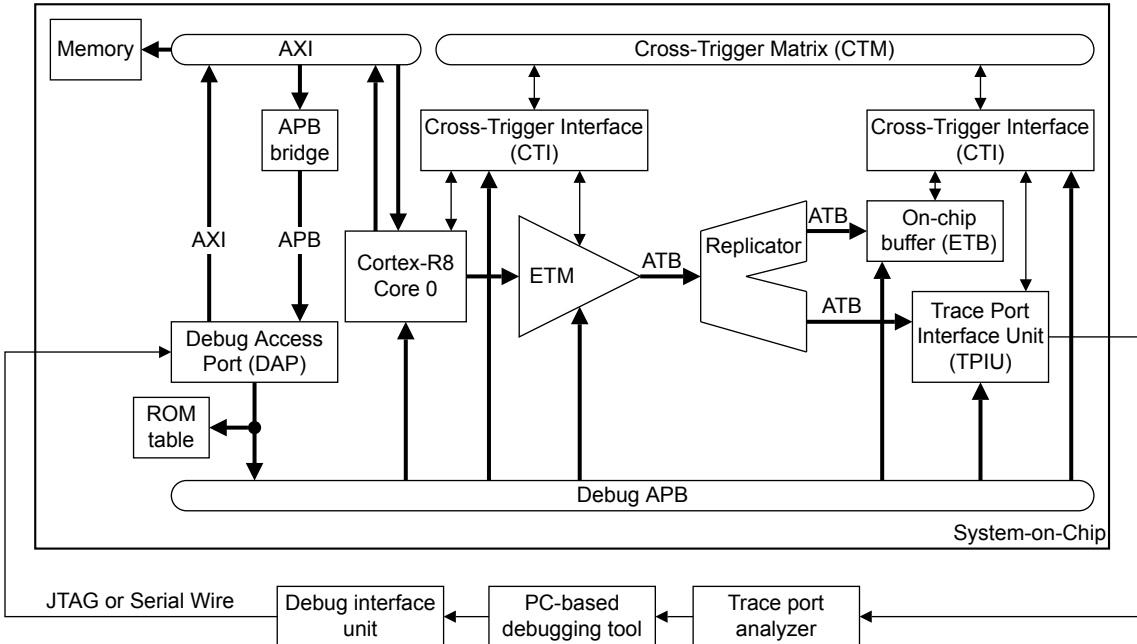 Memory
AXI
Cross-Trigger Matrix (CTM)
APB
bridge
Cross-Trigger Interface
(CTI)
Cross-Trigger Interface
(CTI)
AXI
APB
Cortex-R8
Core 0
ETM
ATB
Replicator
ATB
On-chip
buffer (ETB)
ATB
Trace Port
Interface Unit
(TPIU)
Debug Access
Port (DAP)
ROM
table
Debug APB
System-on-Chip
JTAG or Serial Wire
Debug interface
unit
PC-based
debugging tool
Trace port
analyzer